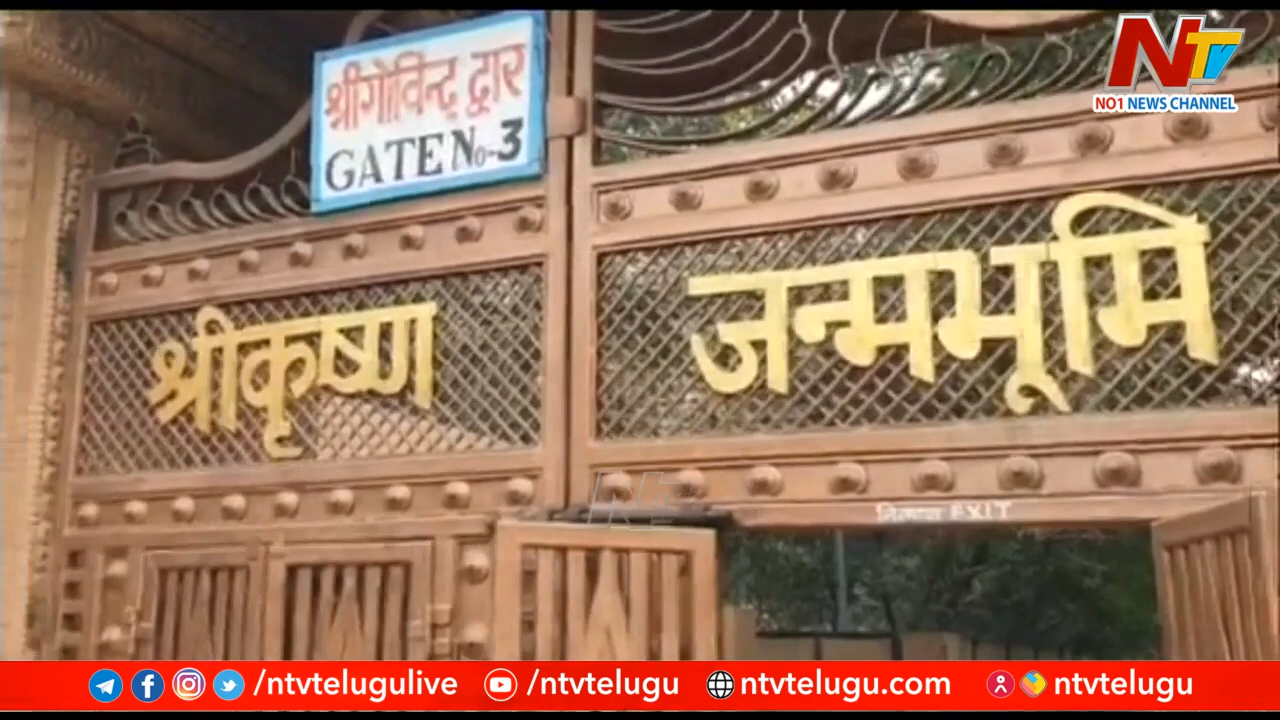 श्रीगोविन्द द्वार
GATE No-3
NTV
NO1 NEWS CHANNEL
श्रीकृष्ण जन्मभूमि
EXIT
/ntvtelugulive /ntvtelugu ntvtelugu.com ntvtelugu